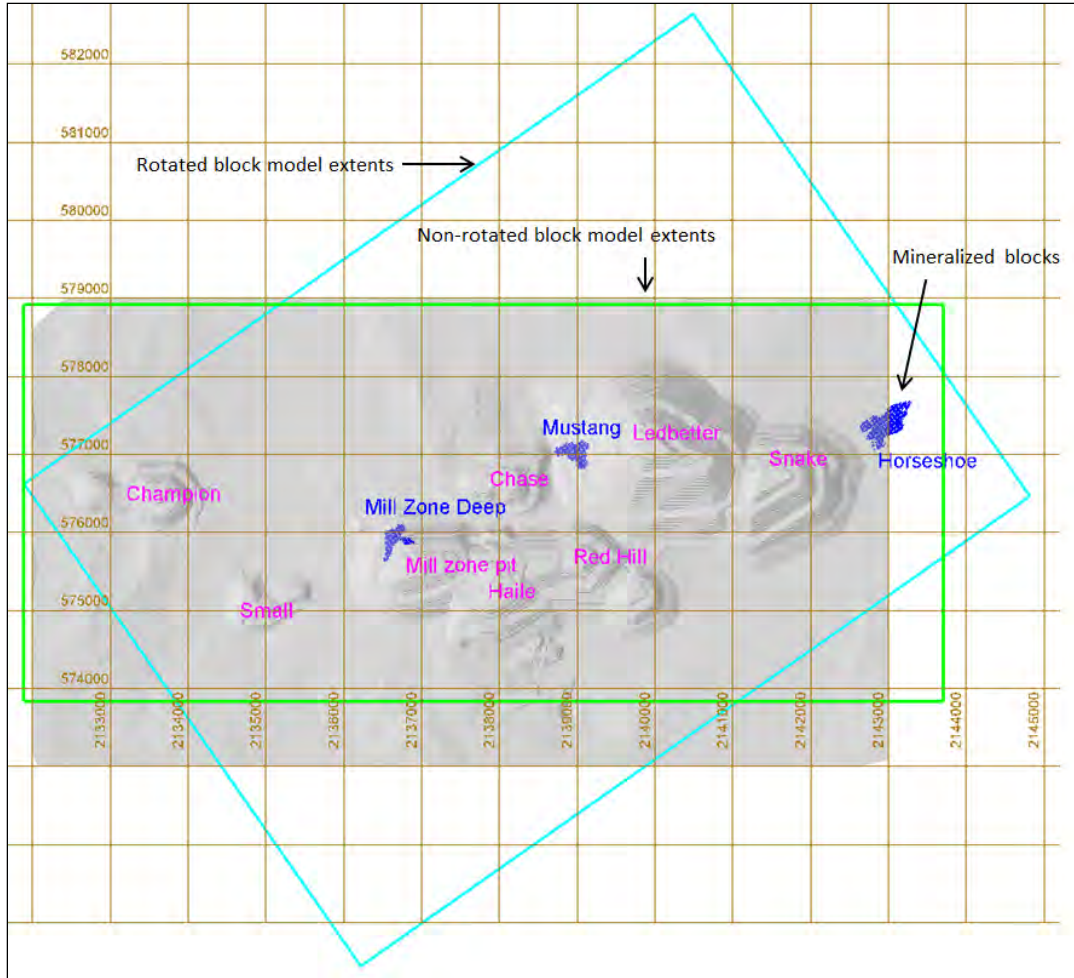 582000
581000
Rotated block model extents
580000
Non-rotated block model extents
Mineralized blocks
579000
578000
577000
Mustang
Ledbetter
Snake
Horseshoe
Chase
Champion
Mill Zone Deep
576000
Mill zone pit
Red Hill
Haile
575000
Small
574000
2133000
2134000
2135000
2136000
2137000
2138000
2139000
2140000
2141000
2142000
2143000
2144000
2145000